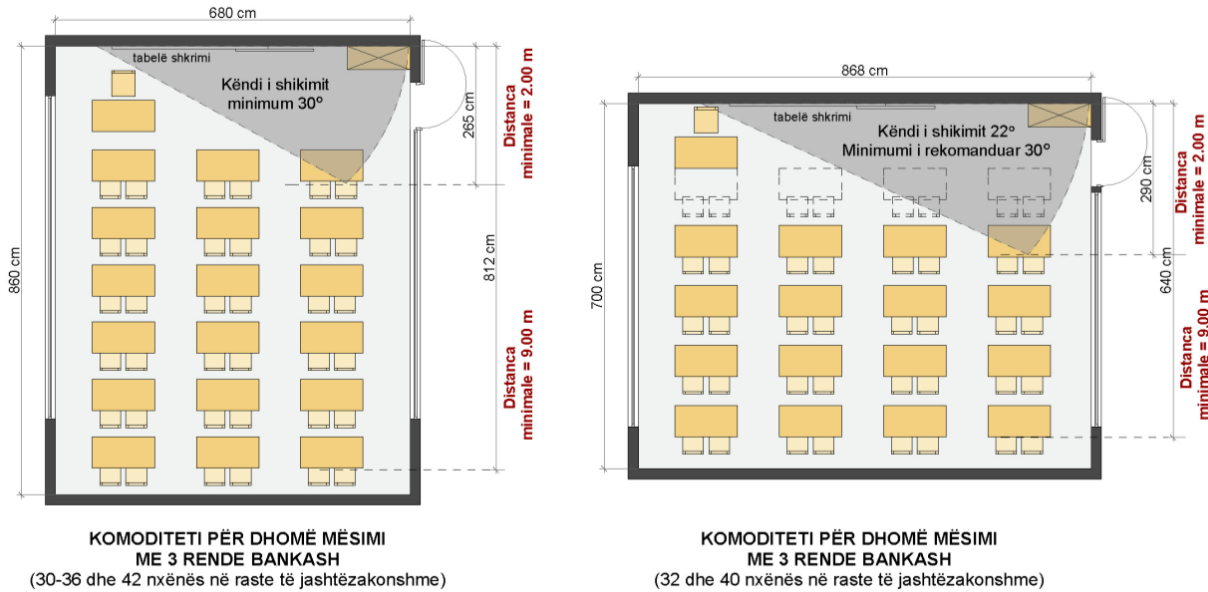 680 cm
tabelë shkrimi
Këndi i shikimit
minimum 30º
265 cm
Distanca
minimale = 2.00 m
860 cm
812 cm
Distanca
minimale = 9.00 m
KOMODITETI PËR DHOMË MËSIMI
ME 3 RENDE BANKASH
(30-36 dhe 42 nxënës në raste të jashtëzakonshme)
868 cm
tabelë shkrimi
Këndi i shikimit 22º
Minimumi i rekomanduar 30º
290 cm
Distanca
minimale = 2.00 m
700 cm
640 cm
Distanca
minimale = 9.00 m
KOMODITETI PËR DHOMË MËSIMI
ME 3 RENDE BANKASH
(32 dhe 40 nxënës në raste të jashtëzakonshme)